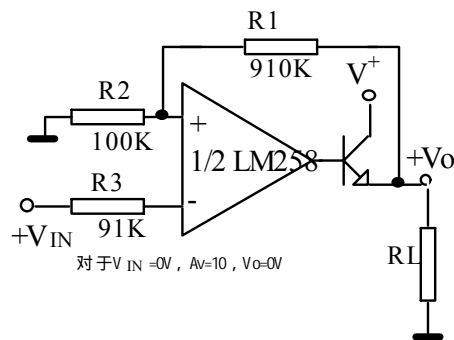 R1
910K
V+
R2
100K
+
1/2 LM258
+Vo
R3
-
+VIN
91K
RL
对于V IN =0V , Av=10 , Vo=0V